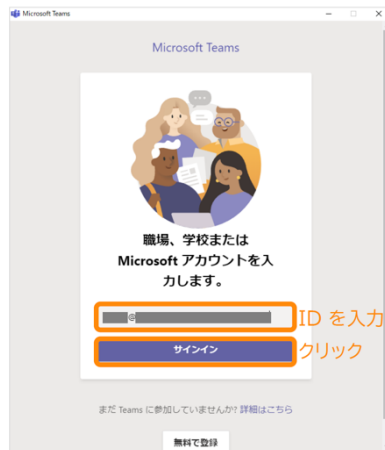 Microsoft Teams
Microsoft Teams
職場、学校または
Microsoft アカウントを入
力します。
@
ID を入力
サインイン
クリック
まだ Teams に参加していませんか? 詳細はこちら
無料で登録